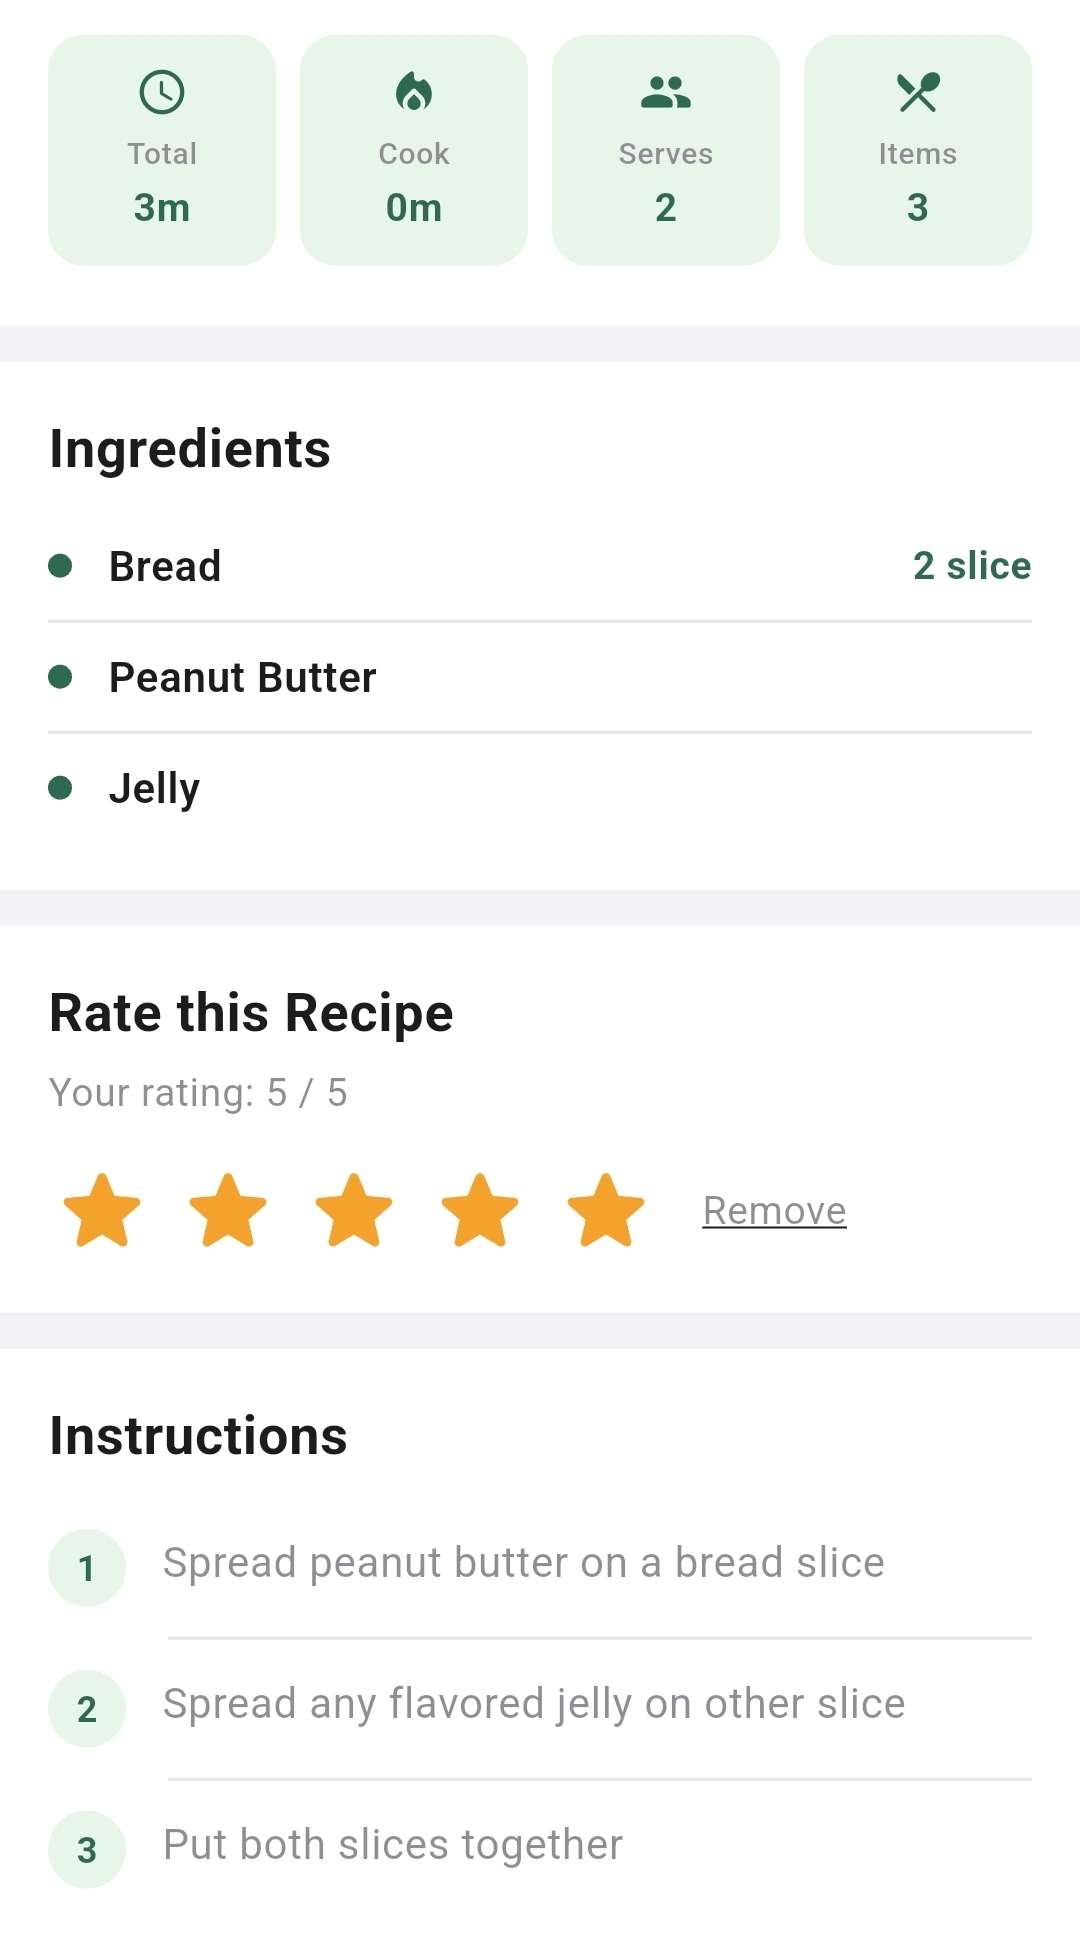 Total
3m
Cook
0m
Serves
2
Items
3
Ingredients
Bread 2 slice
Peanut Butter
Jelly
Rate this Recipe
Your rating: 5 / 5
Remove
Instructions
1 Spread peanut butter on a bread slice
2 Spread any flavored jelly on other slice
3 Put both slices together